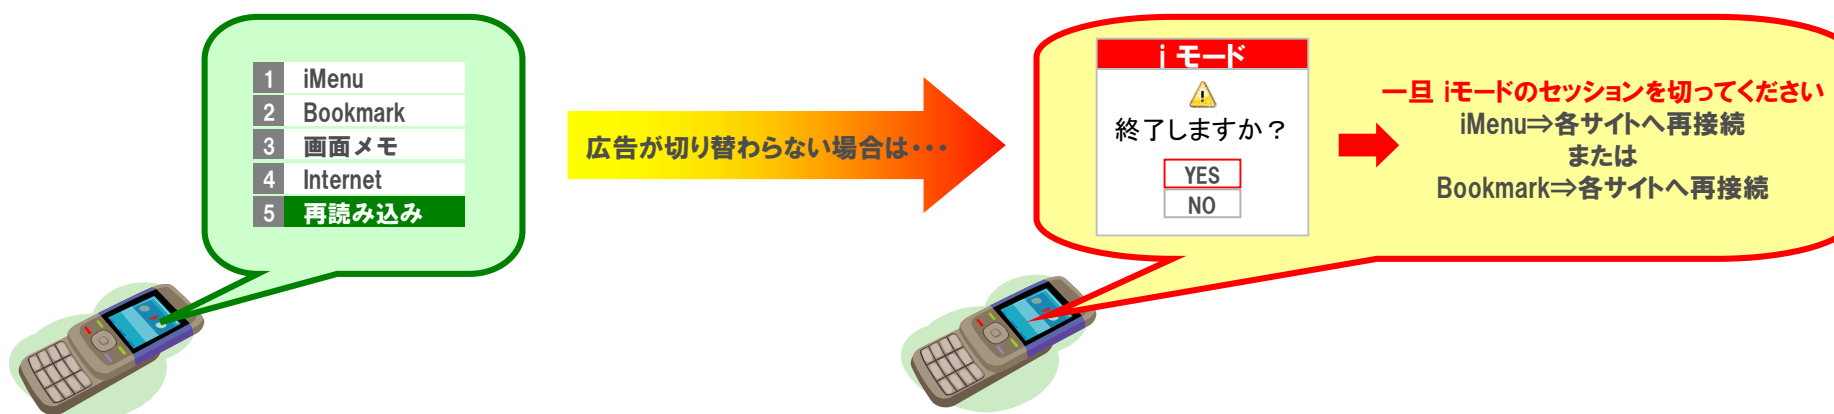 1 iMenu
2 Bookmark
3 画面メモ
4 Internet
5 再読み込み
広告が切り替わらない場合は・・・
i モード
終了しますか？
YES
NO
一旦 iモードのセッションを切ってください
iMenu⇒各サイトへ再接続
または
Bookmark⇒各サイトへ再接続